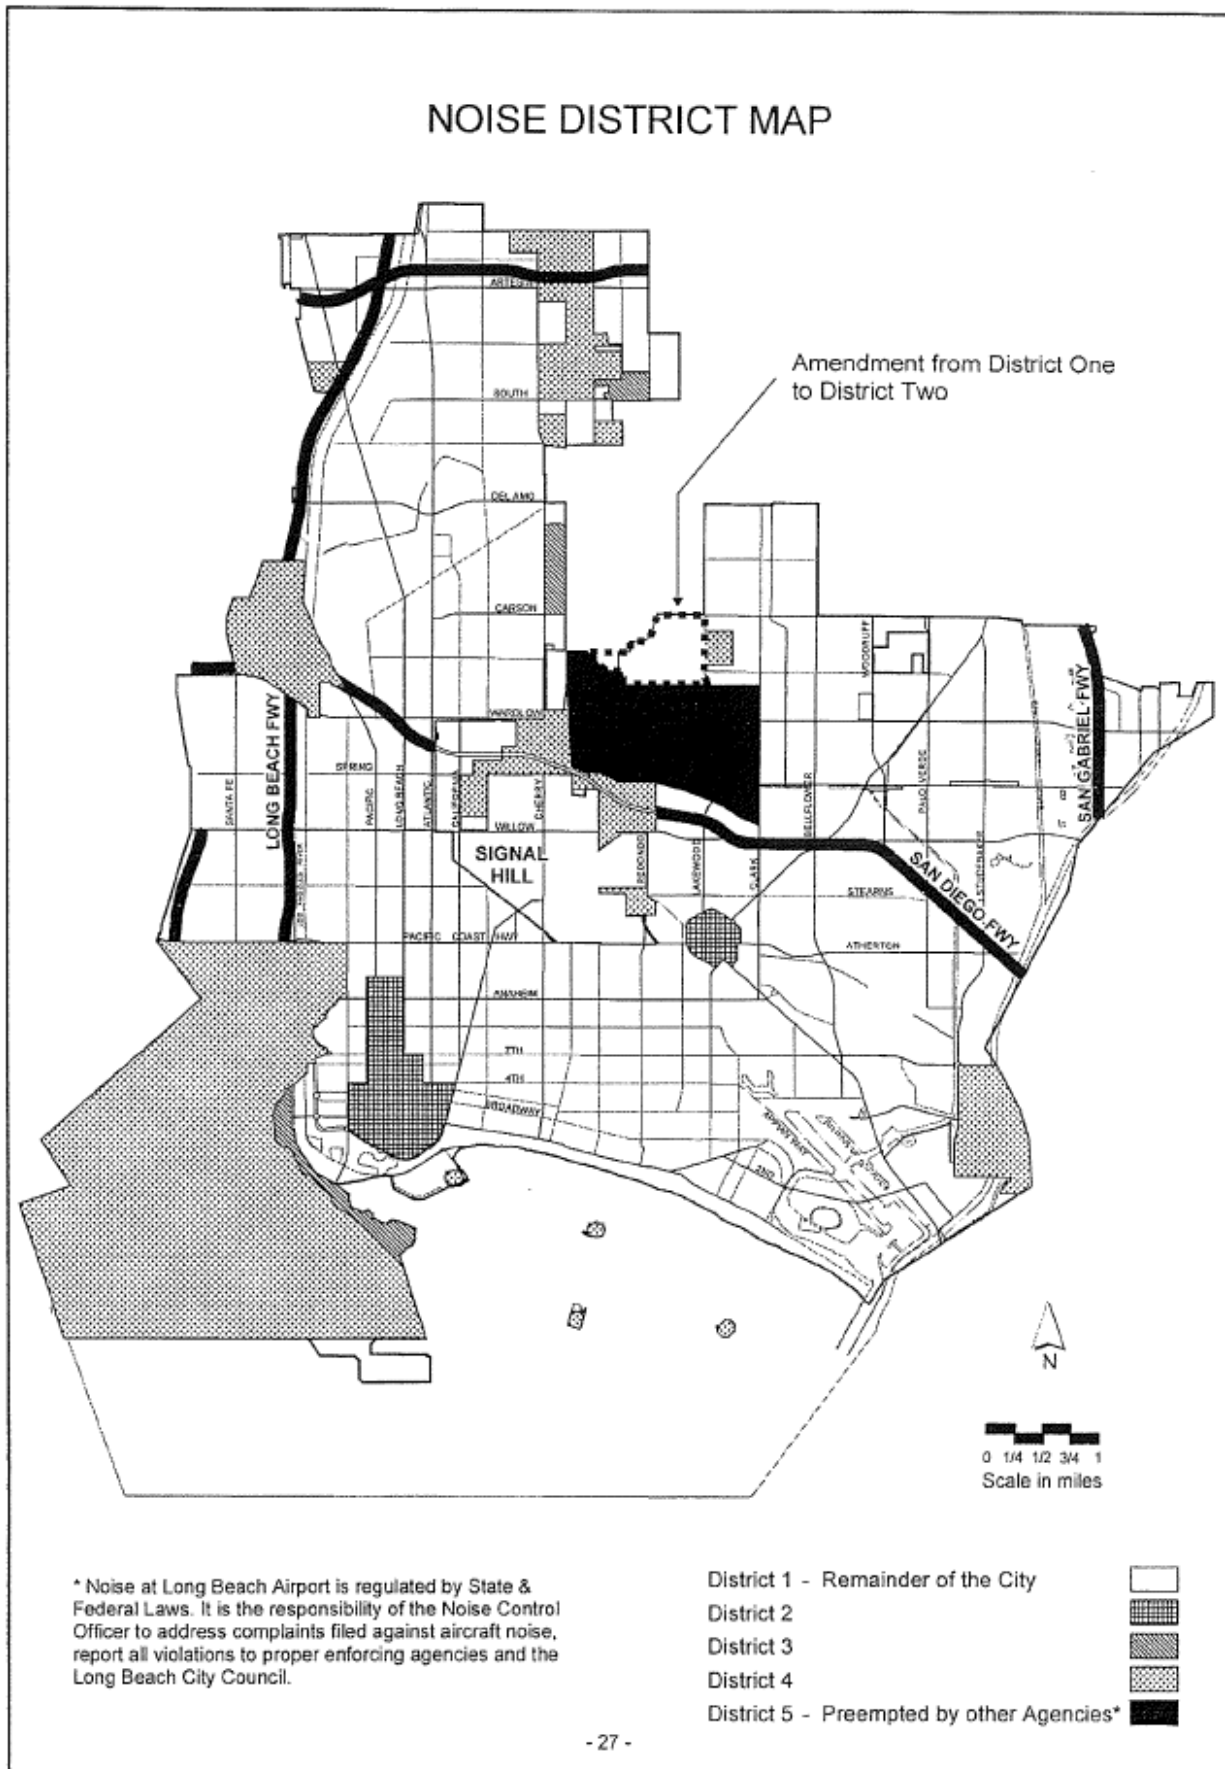 NOISE DISTRICT MAP
ARTESIA
Amendment from District One
to District Two
SOUTH
DEL AMO
CARSON
WOODRUFF
WARDLOW
SAN GABRIEL FWY
LONG BEACH FWY
SPRING
SANTA FE
PACIFIC
LONG BEACH
ATLANTIC
CALIFORNIA
CHERRY
BELLFLOWER
PALO VERDE
WILLOW
SIGNAL
HILL
REDONDO
LAKEWOOD
CLARK
STUDEBAKER
SAN DIEGO FWY
STEARNS
PACIFIC COAST HWY
ATHERTON
ANAHEIM
7TH
4TH
BROADWAY
APPIAN WAY
2ND
N
0 1/4 1/2 3/4 1
Scale in miles
* Noise at Long Beach Airport is regulated by State &
Federal Laws. It is the responsibility of the Noise Control
Officer to address complaints filed against aircraft noise,
report all violations to proper enforcing agencies and the
Long Beach City Council.
District 1 - Remainder of the City
District 2
District 3
District 4
District 5 - Preempted by other Agencies*
- 27 -